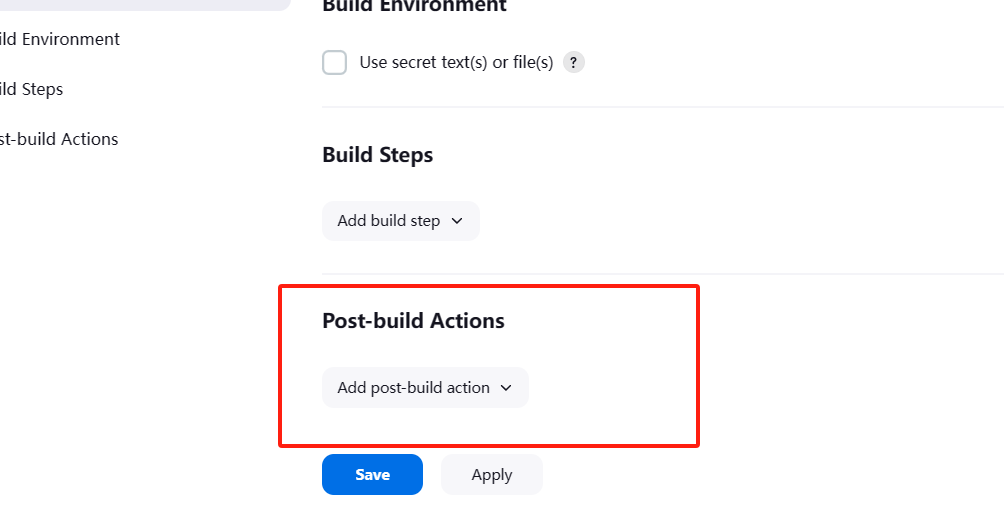 Build Environment
ild Environment
Use secret text(s) or file(s) ?
ild Steps
st-build Actions
Build Steps
Add build step
Post-build Actions
Add post-build action
Save
Apply